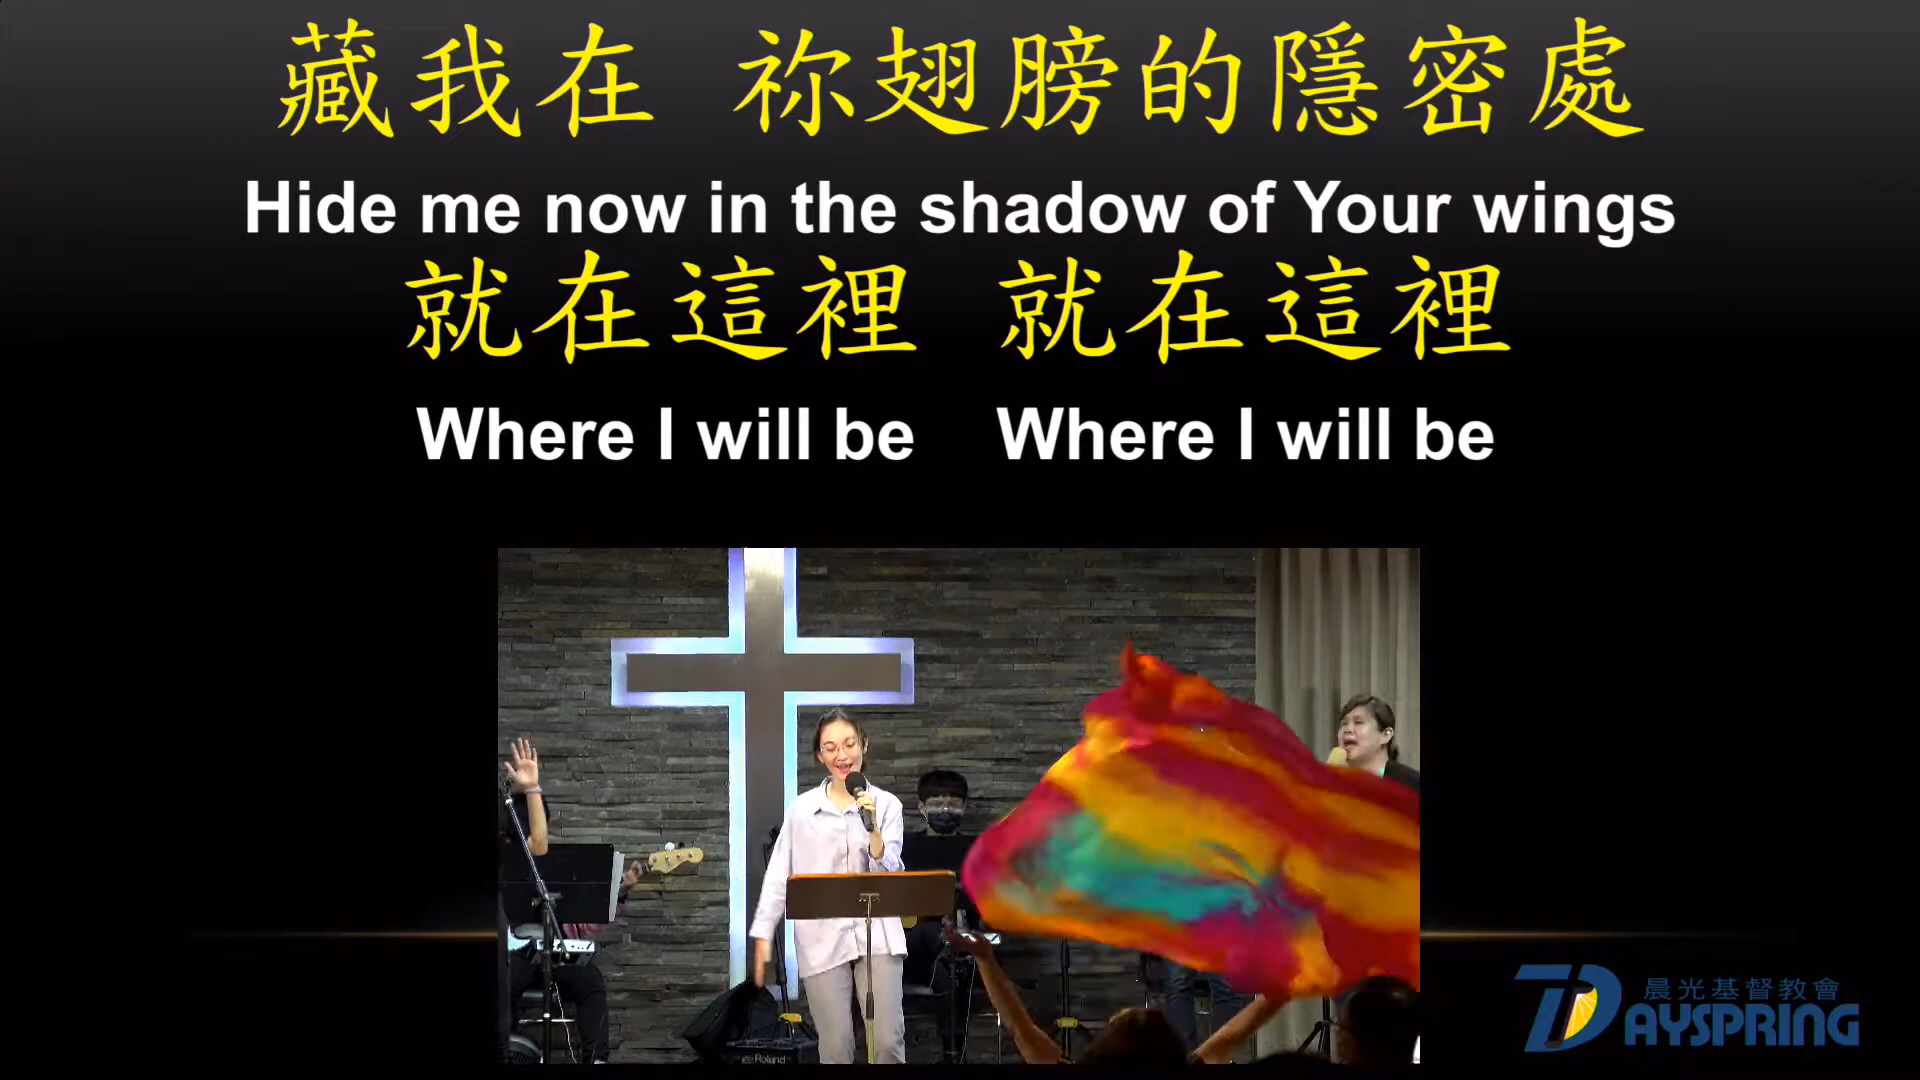 藏我在 祢翅膀的隱密處
Hide me now in the shadow of Your wings
就在這裡 就在這裡
Where I will be Where I will be
Roland
晨光基督教會
DAYSPRING